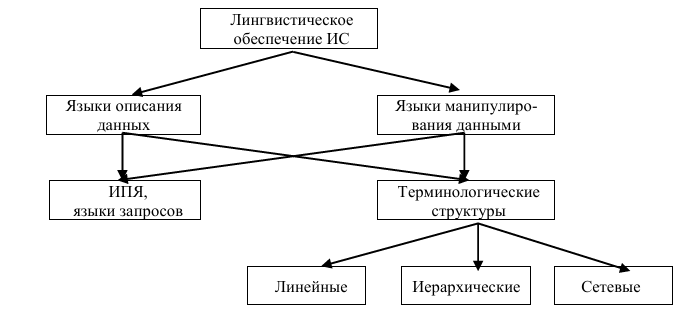 Лингвистическое
обеспечение ИС
Языки описания
данных
Языки манипулиро-
вания данными
ИПЯ,
языки запросов
Терминологические
структуры
Линейные
Иерархические
Сетевые